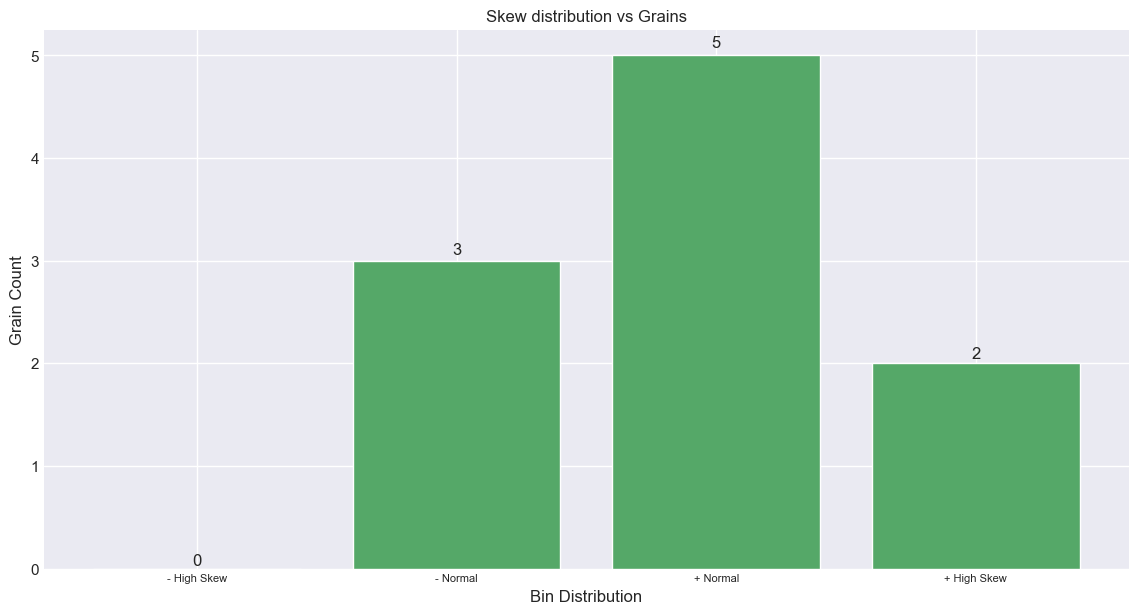 Skew distribution vs Grains
5
4
3
2
1
0
Grain Count
0
3
5
2
- High Skew
- Normal
+ Normal
+ High Skew
Bin Distribution